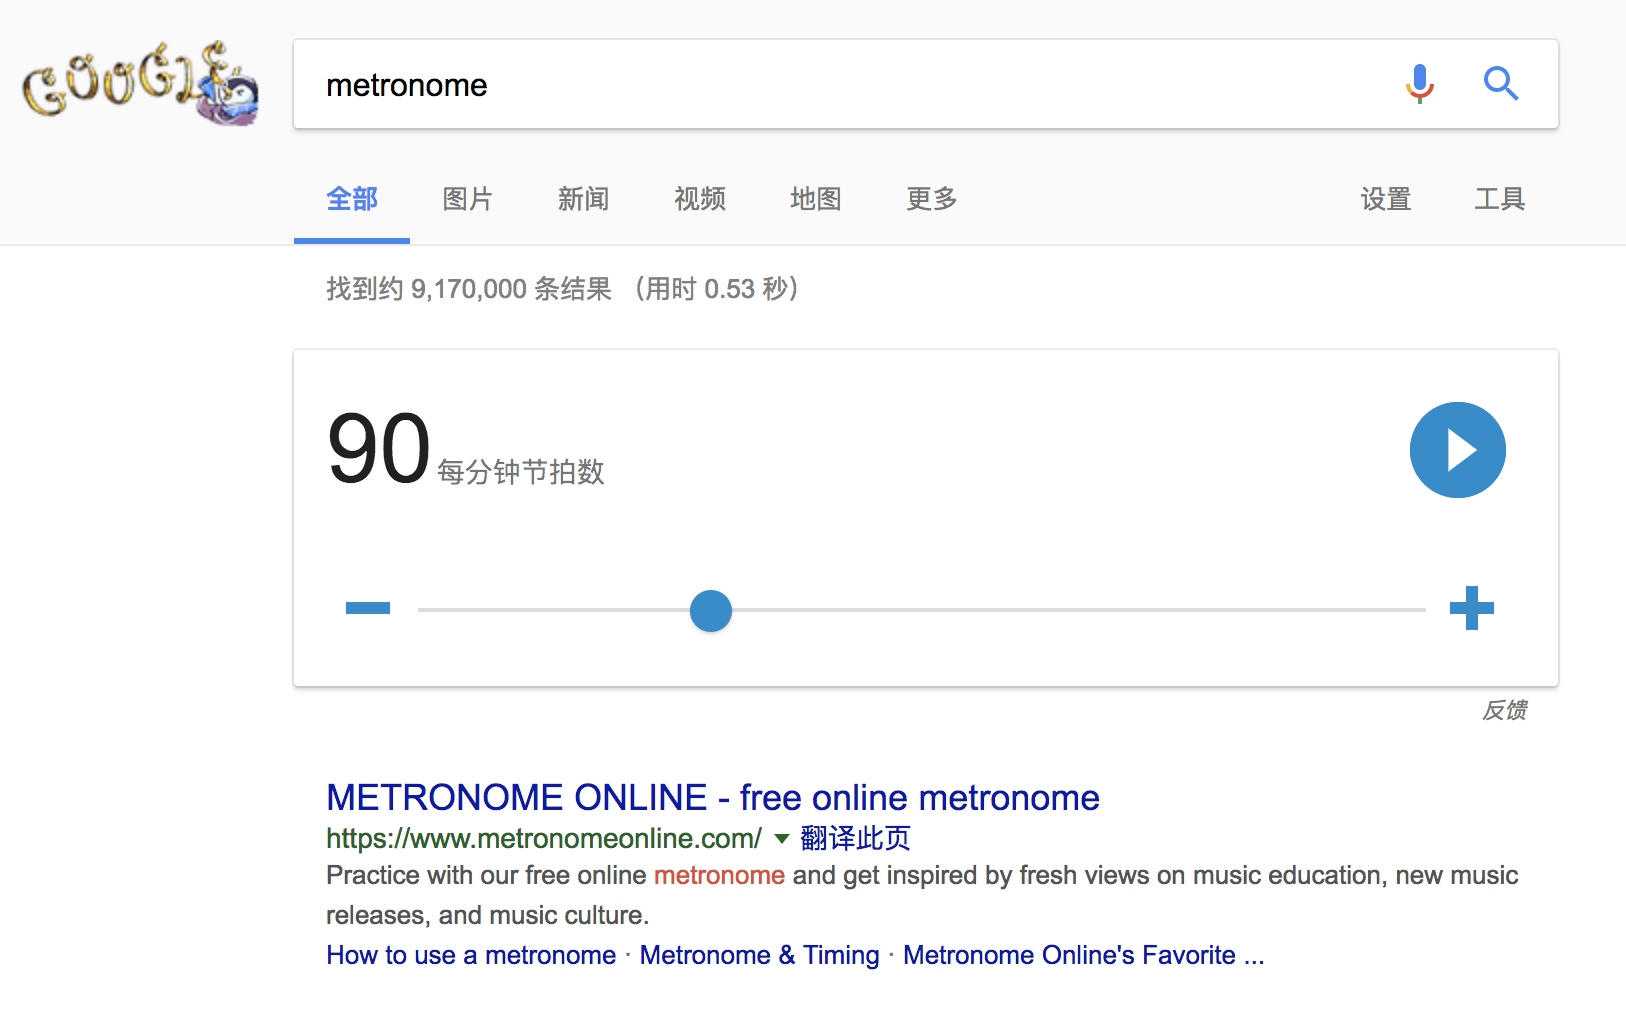 GOOGLE
metronome
全部 图片 新闻 视频 地图 更多 设置 工具
找到约 9,170,000 条结果 （用时 0.53 秒）
90 每分钟节拍数
反馈
METRONOME ONLINE - free online metronome
https://www.metronomeonline.com/ 翻译此页
Practice with our free online metronome and get inspired by fresh views on music education, new music
releases, and music culture.
How to use a metronome · Metronome & Timing · Metronome Online's Favorite ...